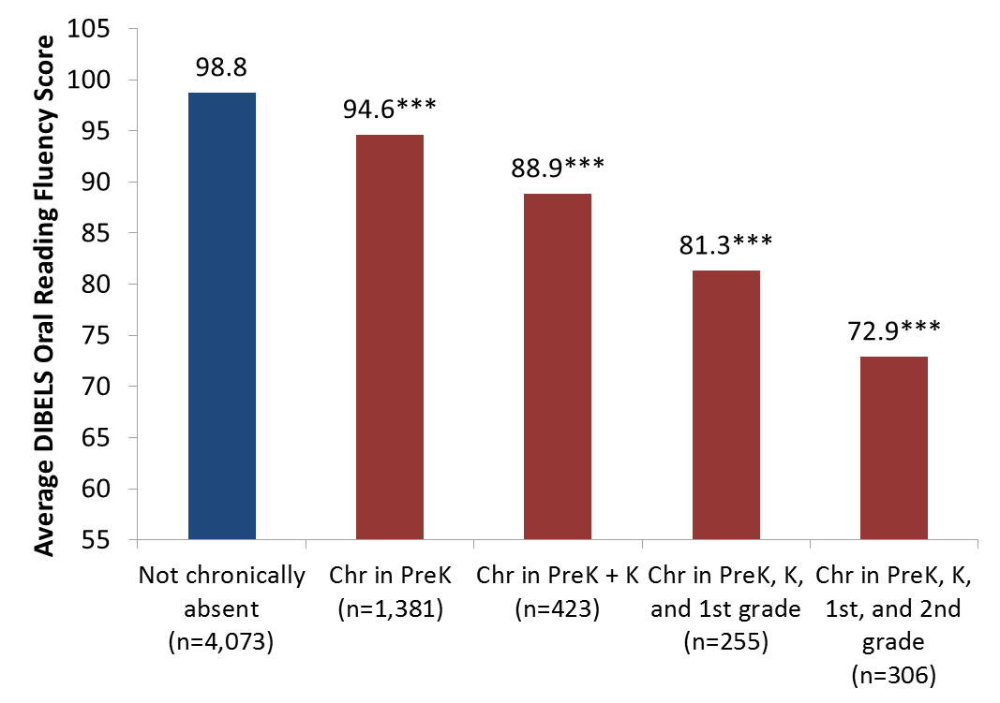 Average DIBELS Oral Reading Fluency Score
105
100
95
90
85
80
75
70
65
60
55
98.8
94.6***
88.9***
81.3***
72.9***
Not chronically
absent
(n=4,073)
Chr in PreK
(n=1,381)
Chr in PreK + K
(n=423)
Chr in PreK, K,
and 1st grade
(n=255)
Chr in PreK, K,
1st, and 2nd
grade
(n=306)